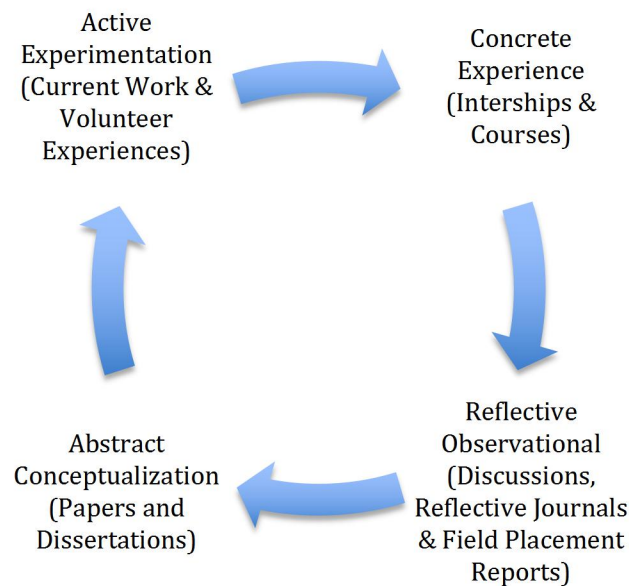 Active
Experimentation
(Current Work &
Volunteer
Experiences)
Concrete
Experience
(Interships &
Courses)
Reflective
Observational
(Discussions,
Reflective Journals
& Field Placement
Reports)
Abstract
Conceptualization
(Papers and
Dissertations)